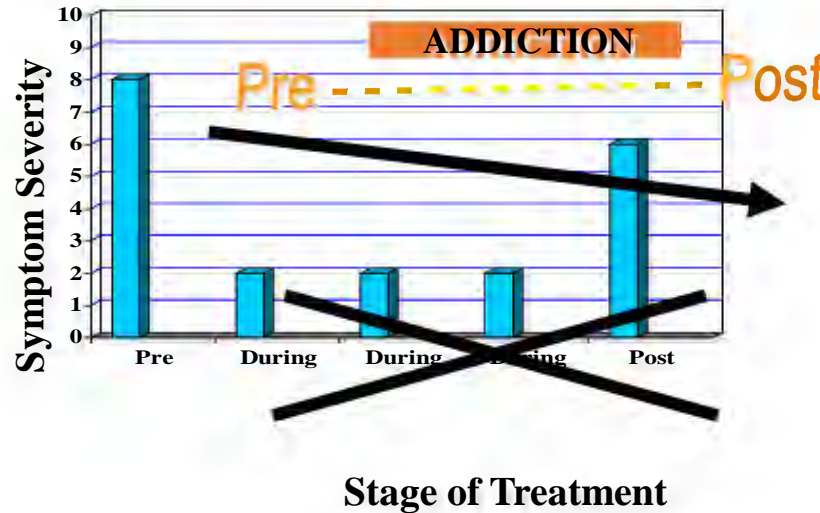 ADDICTION
Pre Post
Symptom Severity
10
9
8
7
6
5
4
3
2
1
0
Pre During During During Post
Stage of Treatment